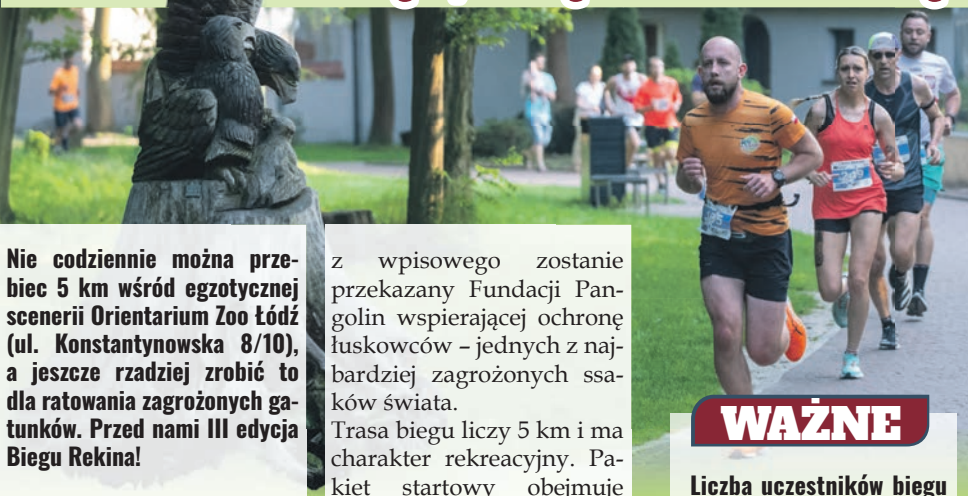 Nie codziennie można prze-
biec 5 km wśród egzotycznej
scenerii Orientarium Zoo Łódź
(ul. Konstantynowska 8/10),
a jeszcze rzadziej zrobić to
dla ratowania zagrożonych ga-
tunków. Przed nami III edycja
Biegu Rekina!
z wpisowego zostanie
przekazany Fundacji Pan-
golin wspierającej ochronę
łuskowców – jednych z naj-
bardziej zagrożonych ssa-
ków świata.
Trasa biegu liczy 5 km i ma
charakter rekreacyjny. Pa-
kiet startowy obejmuje
WAŻNE
Liczba uczestników biegu